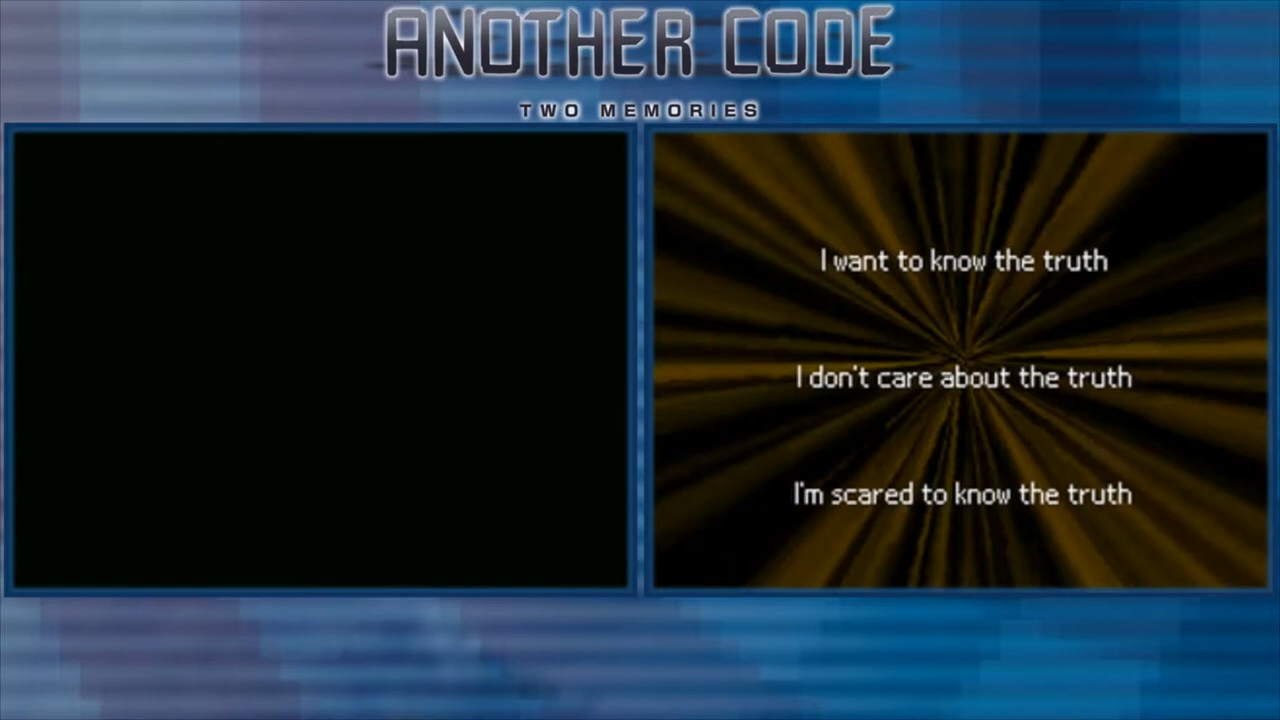 ANOTHER CODE
TWO MEMORIES
I want to know the truth
I don't care about the truth
I'm scared to know the truth